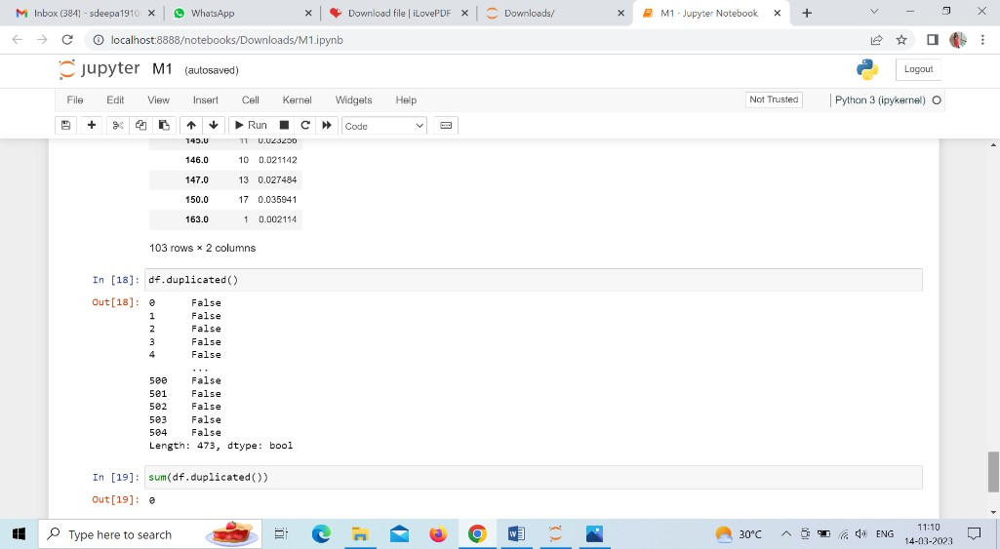 Inbox (384) - sdeepa1910
WhatsApp
Download file | iLovePDF
Downloads/
M1 - Jupyter Notebook
localhost:8888/notebooks/Downloads/M1.ipynb
jupyter M1 (autosaved)
Logout
File Edit View Insert Cell Kernel Widgets Help
Not Trusted
Python 3 (ipykernel)
Run
Code
145.0 11 0.023256
146.0 10 0.021142
147.0 13 0.027484
150.0 17 0.035941
163.0 1 0.002114
103 rows × 2 columns
In [18]: df.duplicated()
Out[18]: 0 False
1 False
2 False
3 False
4 False
...
500 False
501 False
502 False
503 False
504 False
Length: 473, dtype: bool
In [19]: sum(df.duplicated())
Out[19]: 0
Type here to search
30°C
ENG
11:10
14-03-2023